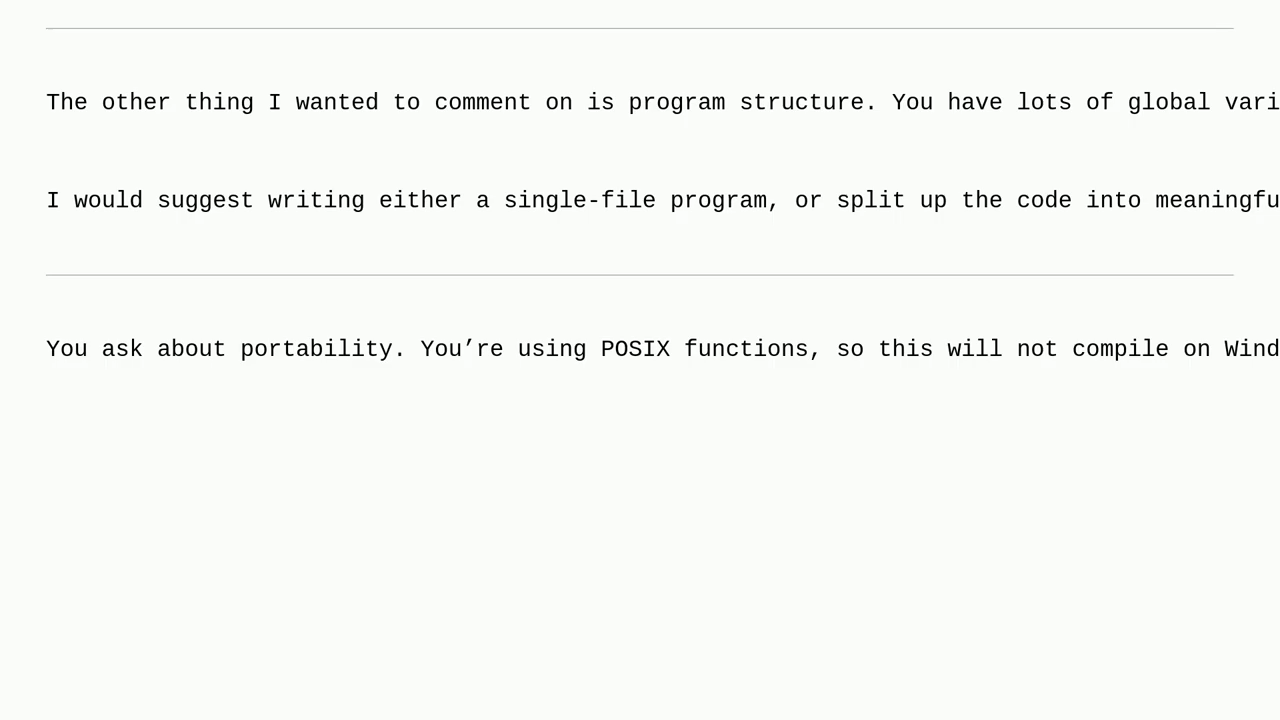 The other thing I wanted to comment on is program structure. You have lots of global vari
I would suggest writing either a single-file program, or split up the code into meaningfu
You ask about portability. You’re using POSIX functions, so this will not compile on Wind